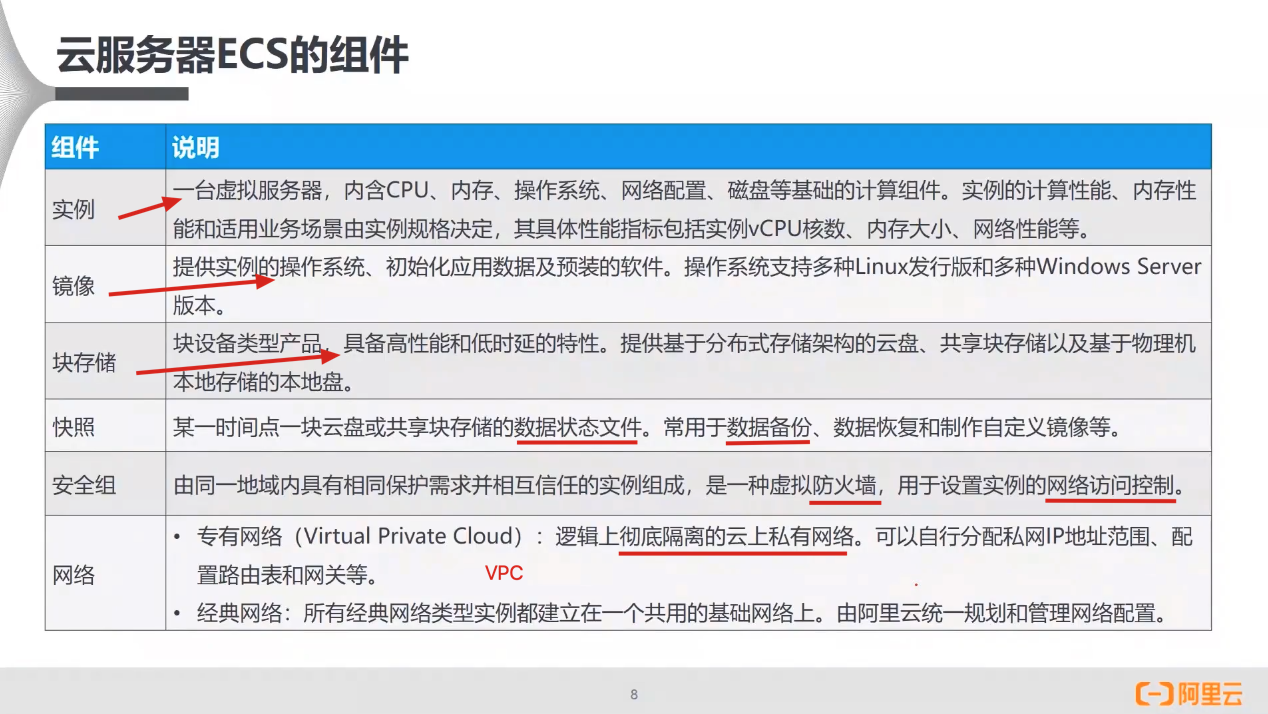 云服务器ECS的组件
组件 说明
实例
一台虚拟服务器，内含CPU、内存、操作系统、网络配置、磁盘等基础的计算组件。实例的计算性能、内存性
能和适用业务场景由实例规格决定，其具体性能指标包括实例vCPU核数、内存大小、网络性能等。
镜像
提供实例的操作系统、初始化应用数据及预装的软件。操作系统支持多种Linux发行版和多种Windows Server
版本。
块存储
块设备类型产品，具备高性能和低时延的特性。提供基于分布式存储架构的云盘、共享块存储以及基于物理机
本地存储的本地盘。
快照
某一时间点一块云盘或共享块存储的数据状态文件。常用于数据备份、数据恢复和制作自定义镜像等。
安全组
由同一地域内具有相同保护需求并相互信任的实例组成，是一种虚拟防火墙，用于设置实例的网络访问控制。
网络
• 专有网络（Virtual Private Cloud）：逻辑上彻底隔离的云上私有网络。可以自行分配私网IP地址范围、配
置路由表和网关等。
VPC
• 经典网络：所有经典网络类型实例都建立在一个共用的基础网络上。由阿里云统一规划和管理网络配置。
8
阿里云